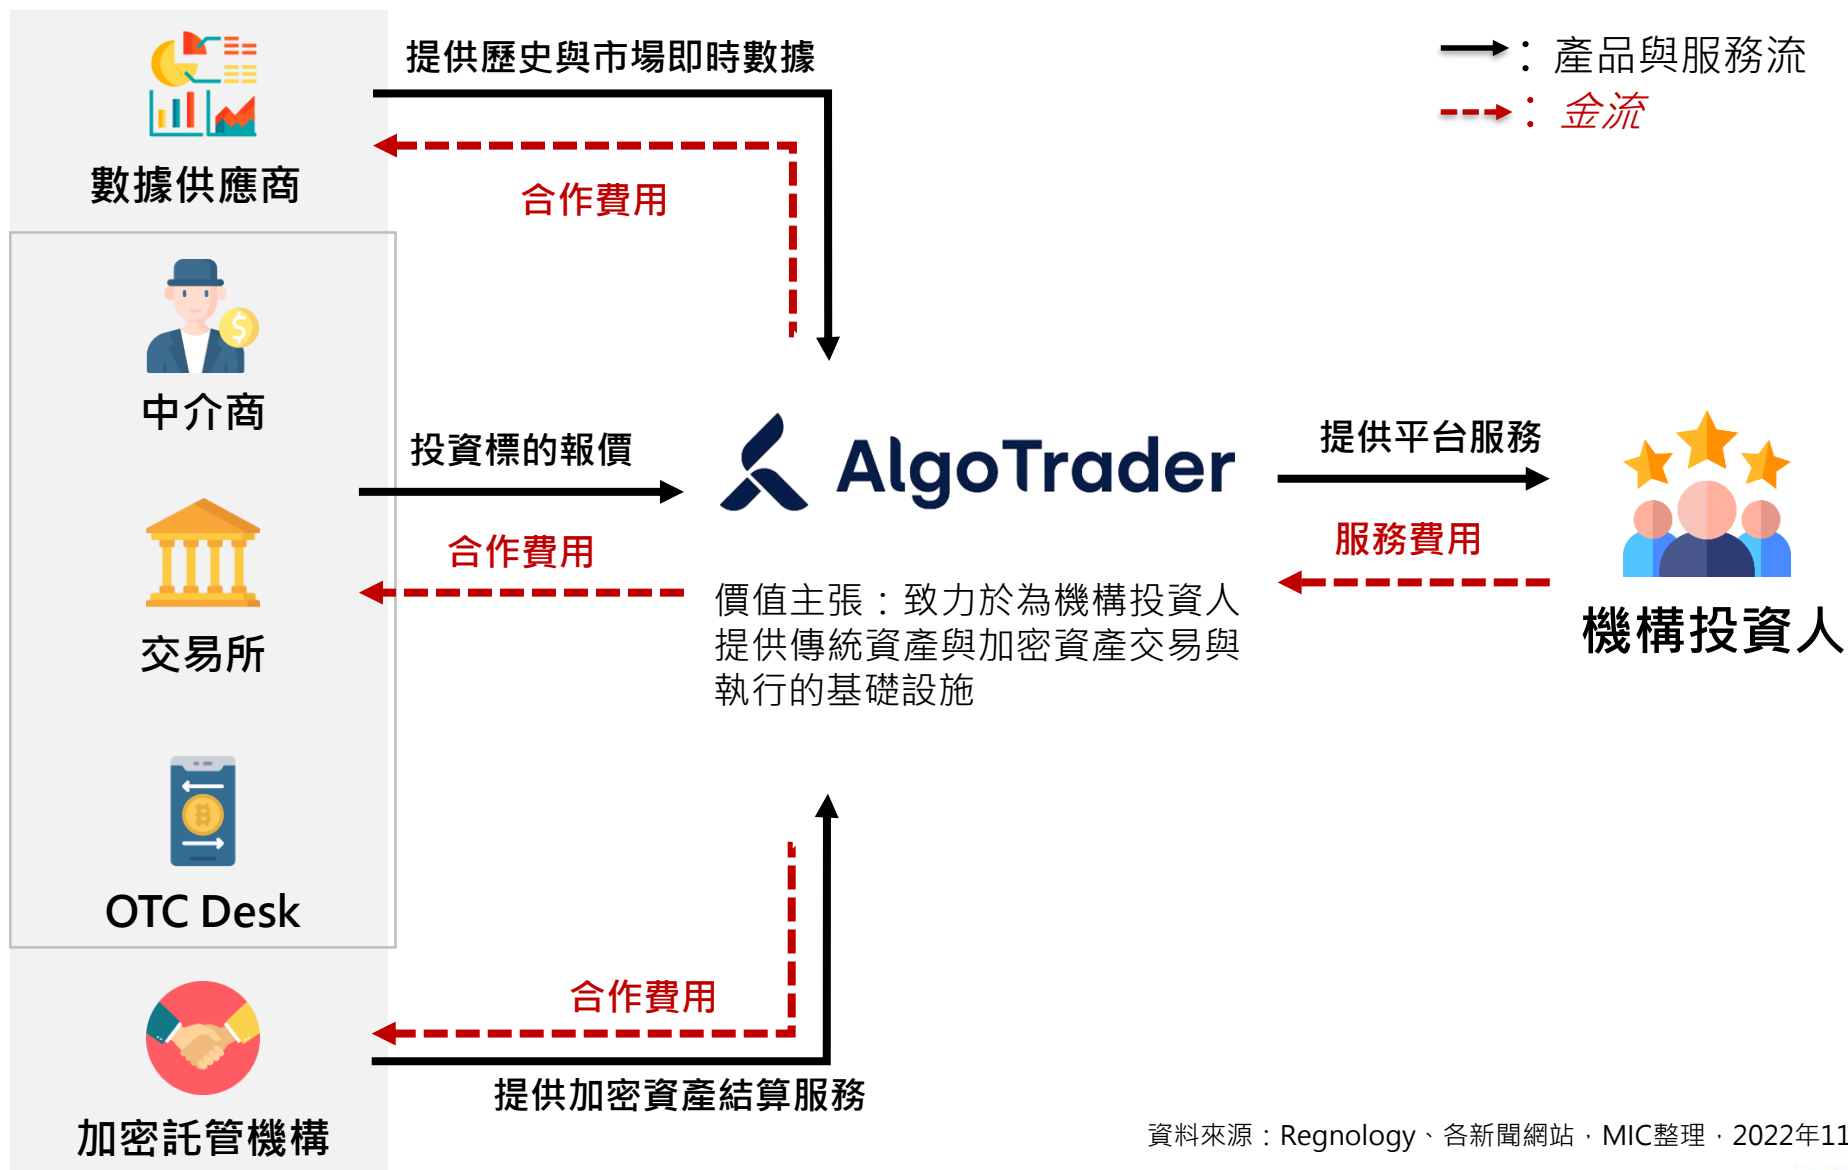 提供歷史與市場即時數據
：產品與服務流
：金流
數據供應商
合作費用
中介商
投資標的報價
AlgoTrader
提供平台服務
合作費用
服務費用
價值主張：致力於為機構投資人
提供傳統資產與加密資產交易與
執行的基礎設施
機構投資人
交易所
OTC Desk
合作費用
提供加密資產結算服務
加密託管機構
資料來源：Regnology、各新聞網站，MIC整理，2022年11